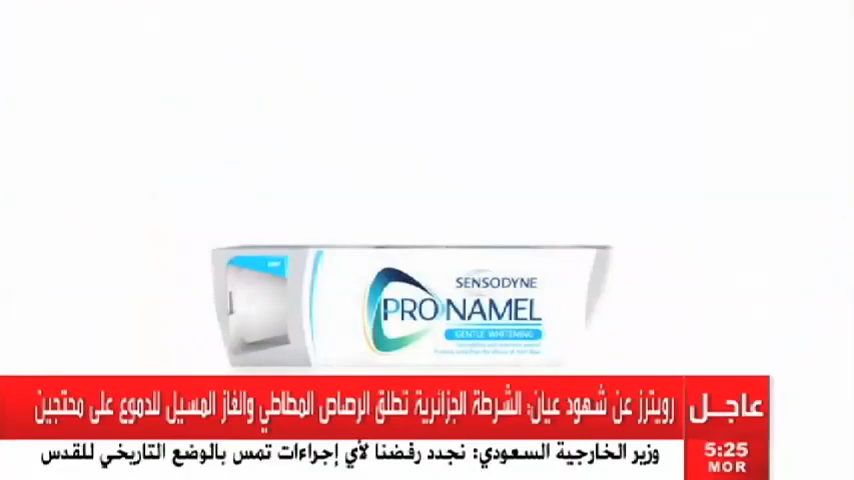 SENSODYNE
PRONAMEL
GENTLE WHITENING
عاجل
رويترز عن شهود عيان: الشرطة الجزائرية تطلق الرصاص المطاطي والغاز المسيل للدموع على محتجين
وزير الخارجية السعودي: نجدد رفضنا لأي إجراءات تمس بالوضع التاريخي للقدس
5:25
MOR